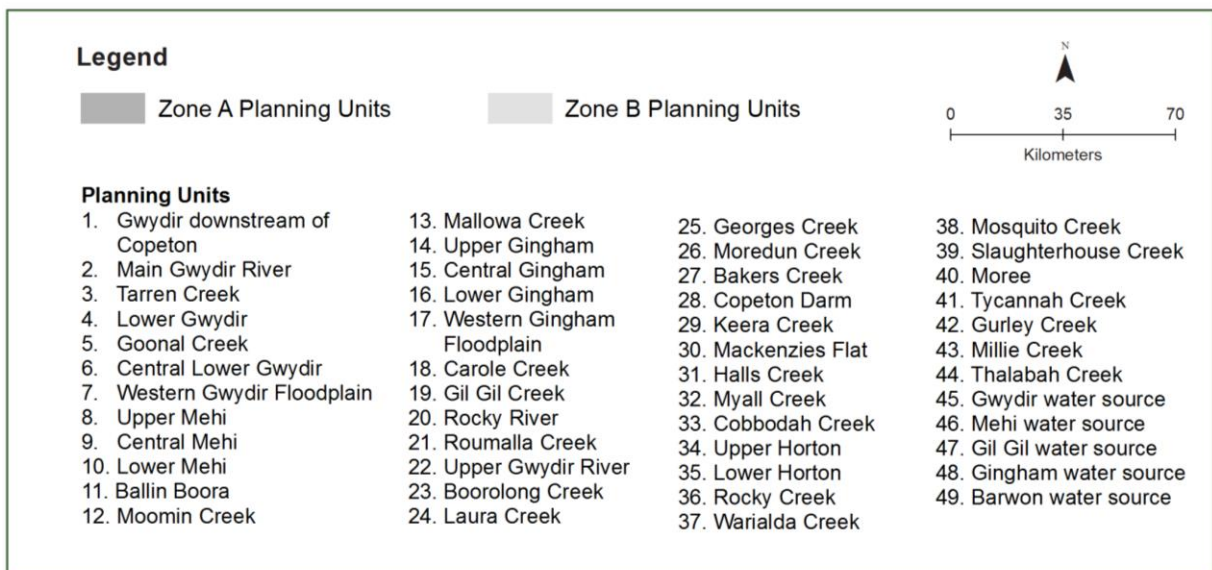 Legend
Zone A Planning Units
Zone B Planning Units
N
0 35 70
Kilometers
Planning Units
1. Gwydir downstream of
Copeton
2. Main Gwydir River
3. Tarren Creek
4. Lower Gwydir
5. Goonal Creek
6. Central Lower Gwydir
7. Western Gwydir Floodplain
8. Upper Mehi
9. Central Mehi
10. Lower Mehi
11. Ballin Boora
12. Moomin Creek
13. Mallowa Creek
14. Upper Gingham
15. Central Gingham
16. Lower Gingham
17. Western Gingham
Floodplain
18. Carole Creek
19. Gil Gil Creek
20. Rocky River
21. Roumalla Creek
22. Upper Gwydir River
23. Boorolong Creek
24. Laura Creek
25. Georges Creek
26. Moredun Creek
27. Bakers Creek
28. Copeton Darm
29. Keera Creek
30. Mackenzies Flat
31. Halls Creek
32. Myall Creek
33. Cobbodah Creek
34. Upper Horton
35. Lower Horton
36. Rocky Creek
37. Warialda Creek
38. Mosquito Creek
39. Slaughterhouse Creek
40. Moree
41. Tycannah Creek
42. Gurley Creek
43. Millie Creek
44. Thalabah Creek
45. Gwydir water source
46. Mehi water source
47. Gil Gil water source
48. Gingham water source
49. Barwon water source